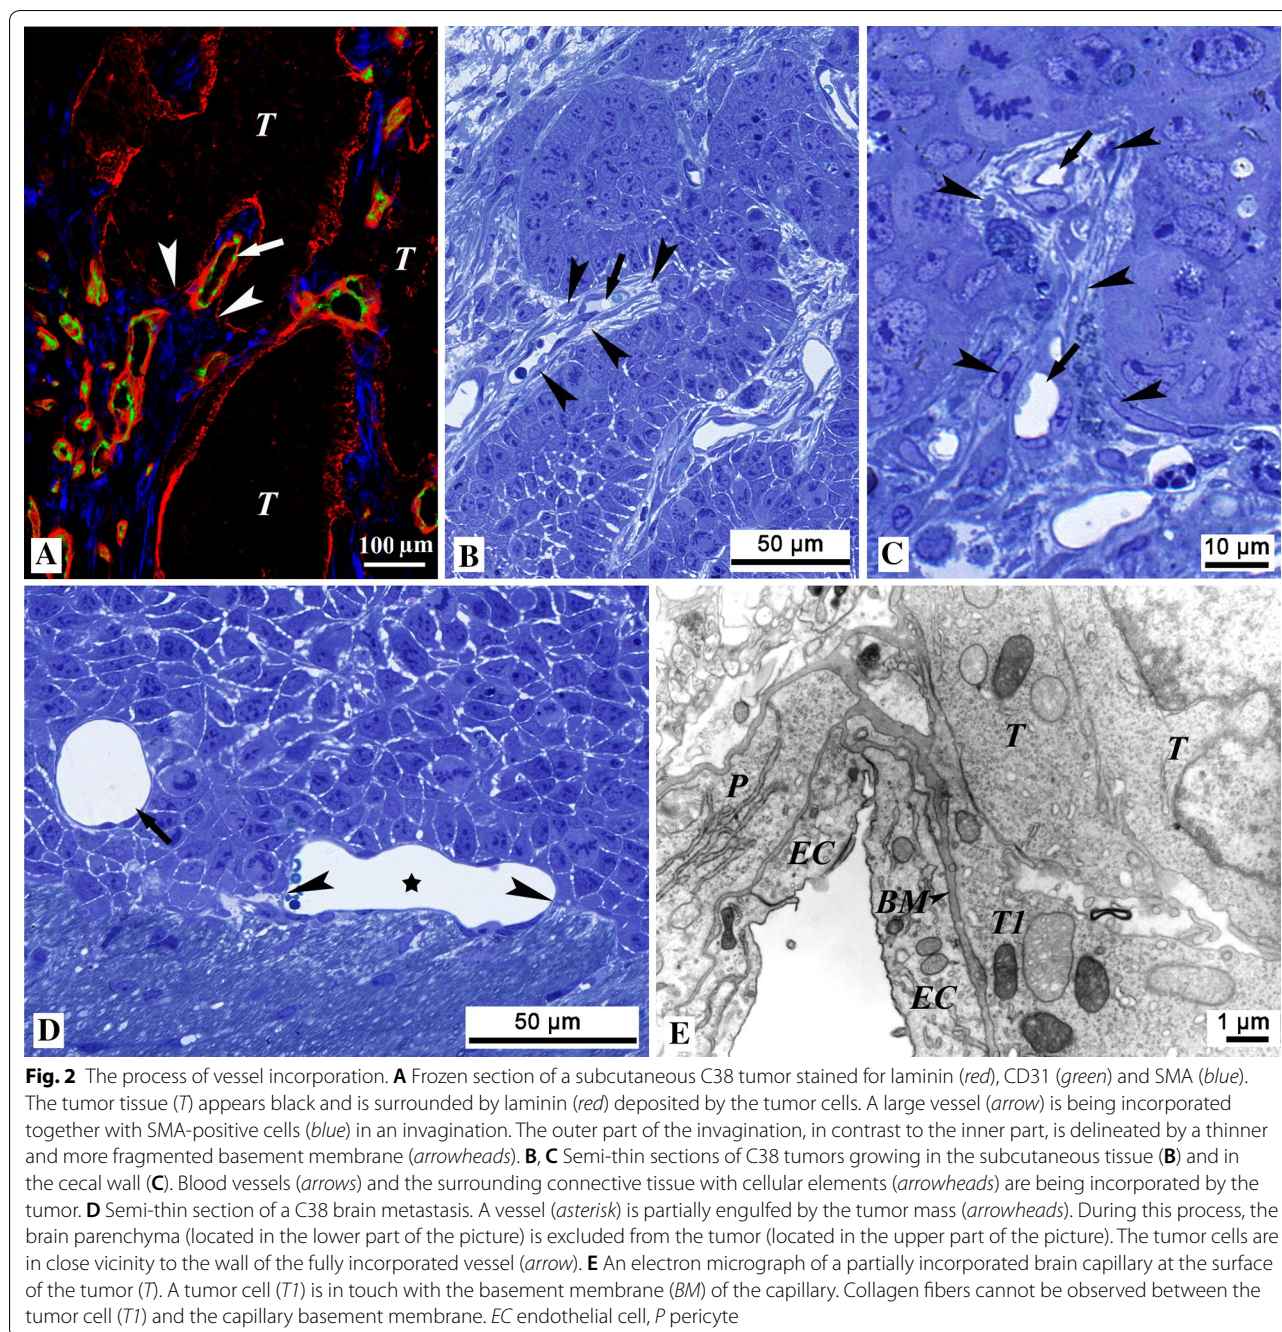 T
T
T
A
100 µm
B
50 µm
C
10 µm
D
50 µm
T
T
P
EC
BM
T1
EC
E
1 µm
Fig. 2 The process of vessel incorporation. A Frozen section of a subcutaneous C38 tumor stained for laminin (red), CD31 (green) and SMA (blue).
The tumor tissue (T) appears black and is surrounded by laminin (red) deposited by the tumor cells. A large vessel (arrow) is being incorporated
together with SMA-positive cells (blue) in an invagination. The outer part of the invagination, in contrast to the inner part, is delineated by a thinner
and more fragmented basement membrane (arrowheads). B, C Semi-thin sections of C38 tumors growing in the subcutaneous tissue (B) and in
the cecal wall (C). Blood vessels (arrows) and the surrounding connective tissue with cellular elements (arrowheads) are being incorporated by the
tumor. D Semi-thin section of a C38 brain metastasis. A vessel (asterisk) is partially engulfed by the tumor mass (arrowheads). During this process, the
brain parenchyma (located in the lower part of the picture) is excluded from the tumor (located in the upper part of the picture). The tumor cells are
in close vicinity to the wall of the fully incorporated vessel (arrow). E An electron micrograph of a partially incorporated brain capillary at the surface
of the tumor (T). A tumor cell (T1) is in touch with the basement membrane (BM) of the capillary. Collagen fibers cannot be observed between the
tumor cell (T1) and the capillary basement membrane. EC endothelial cell, P pericyte